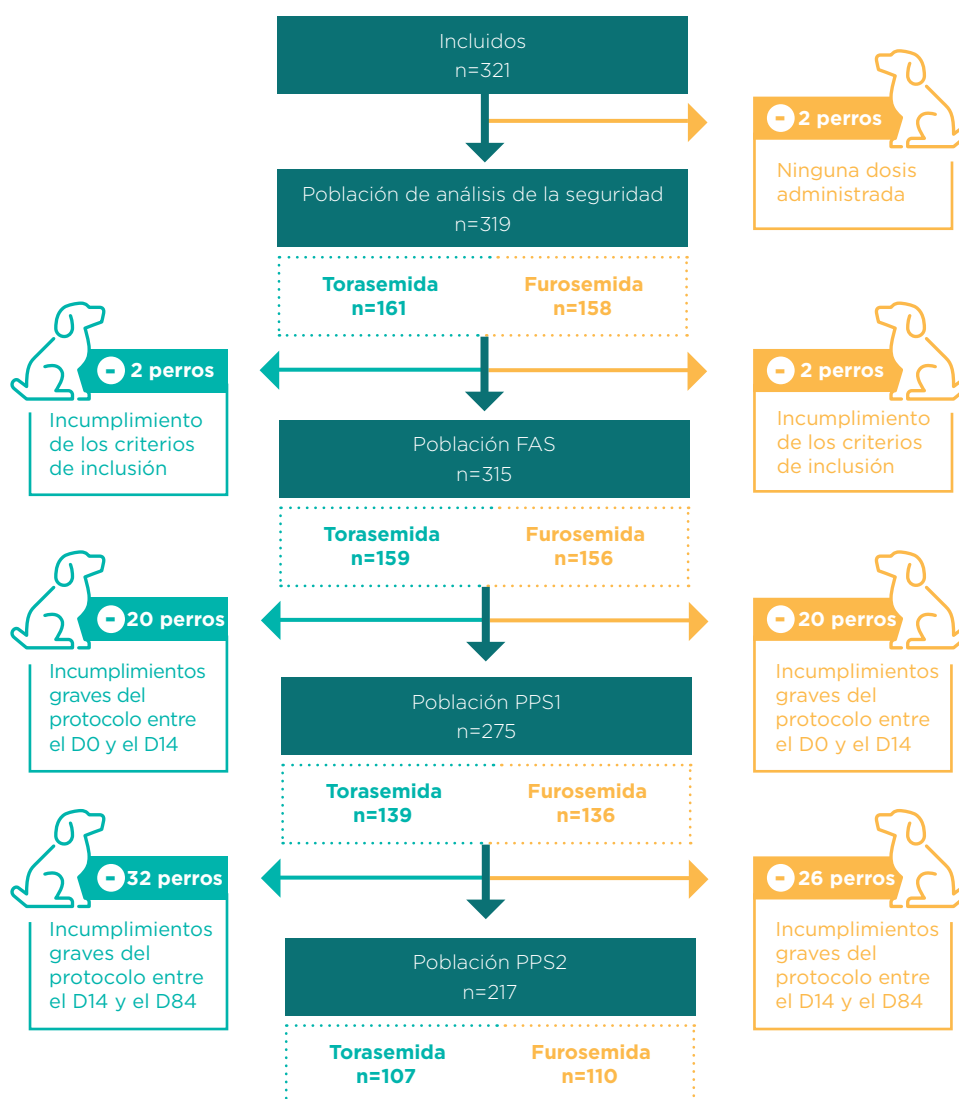 Incluidos
n=321
- 2 perros
Ninguna dosis
administrada
Población de análisis de la seguridad
n=319
Torasemida
n=161
Furosemida
n=158
- 2 perros
Incumplimiento
de los criterios
de inclusión
- 2 perros
Incumplimiento
de los criterios
de inclusión
Población FAS
n=315
Torasemida
n=159
Furosemida
n=156
- 20 perros
Incumplimientos
graves del
protocolo entre
el D0 y el D14
- 20 perros
Incumplimientos
graves del
protocolo entre
el D0 y el D14
Población PPS1
n=275
Torasemida
n=139
Furosemida
n=136
- 32 perros
Incumplimientos
graves del
protocolo entre
el D14 y el D84
- 26 perros
Incumplimientos
graves del
protocolo entre
el D14 y el D84
Población PPS2
n=217
Torasemida
n=107
Furosemida
n=110